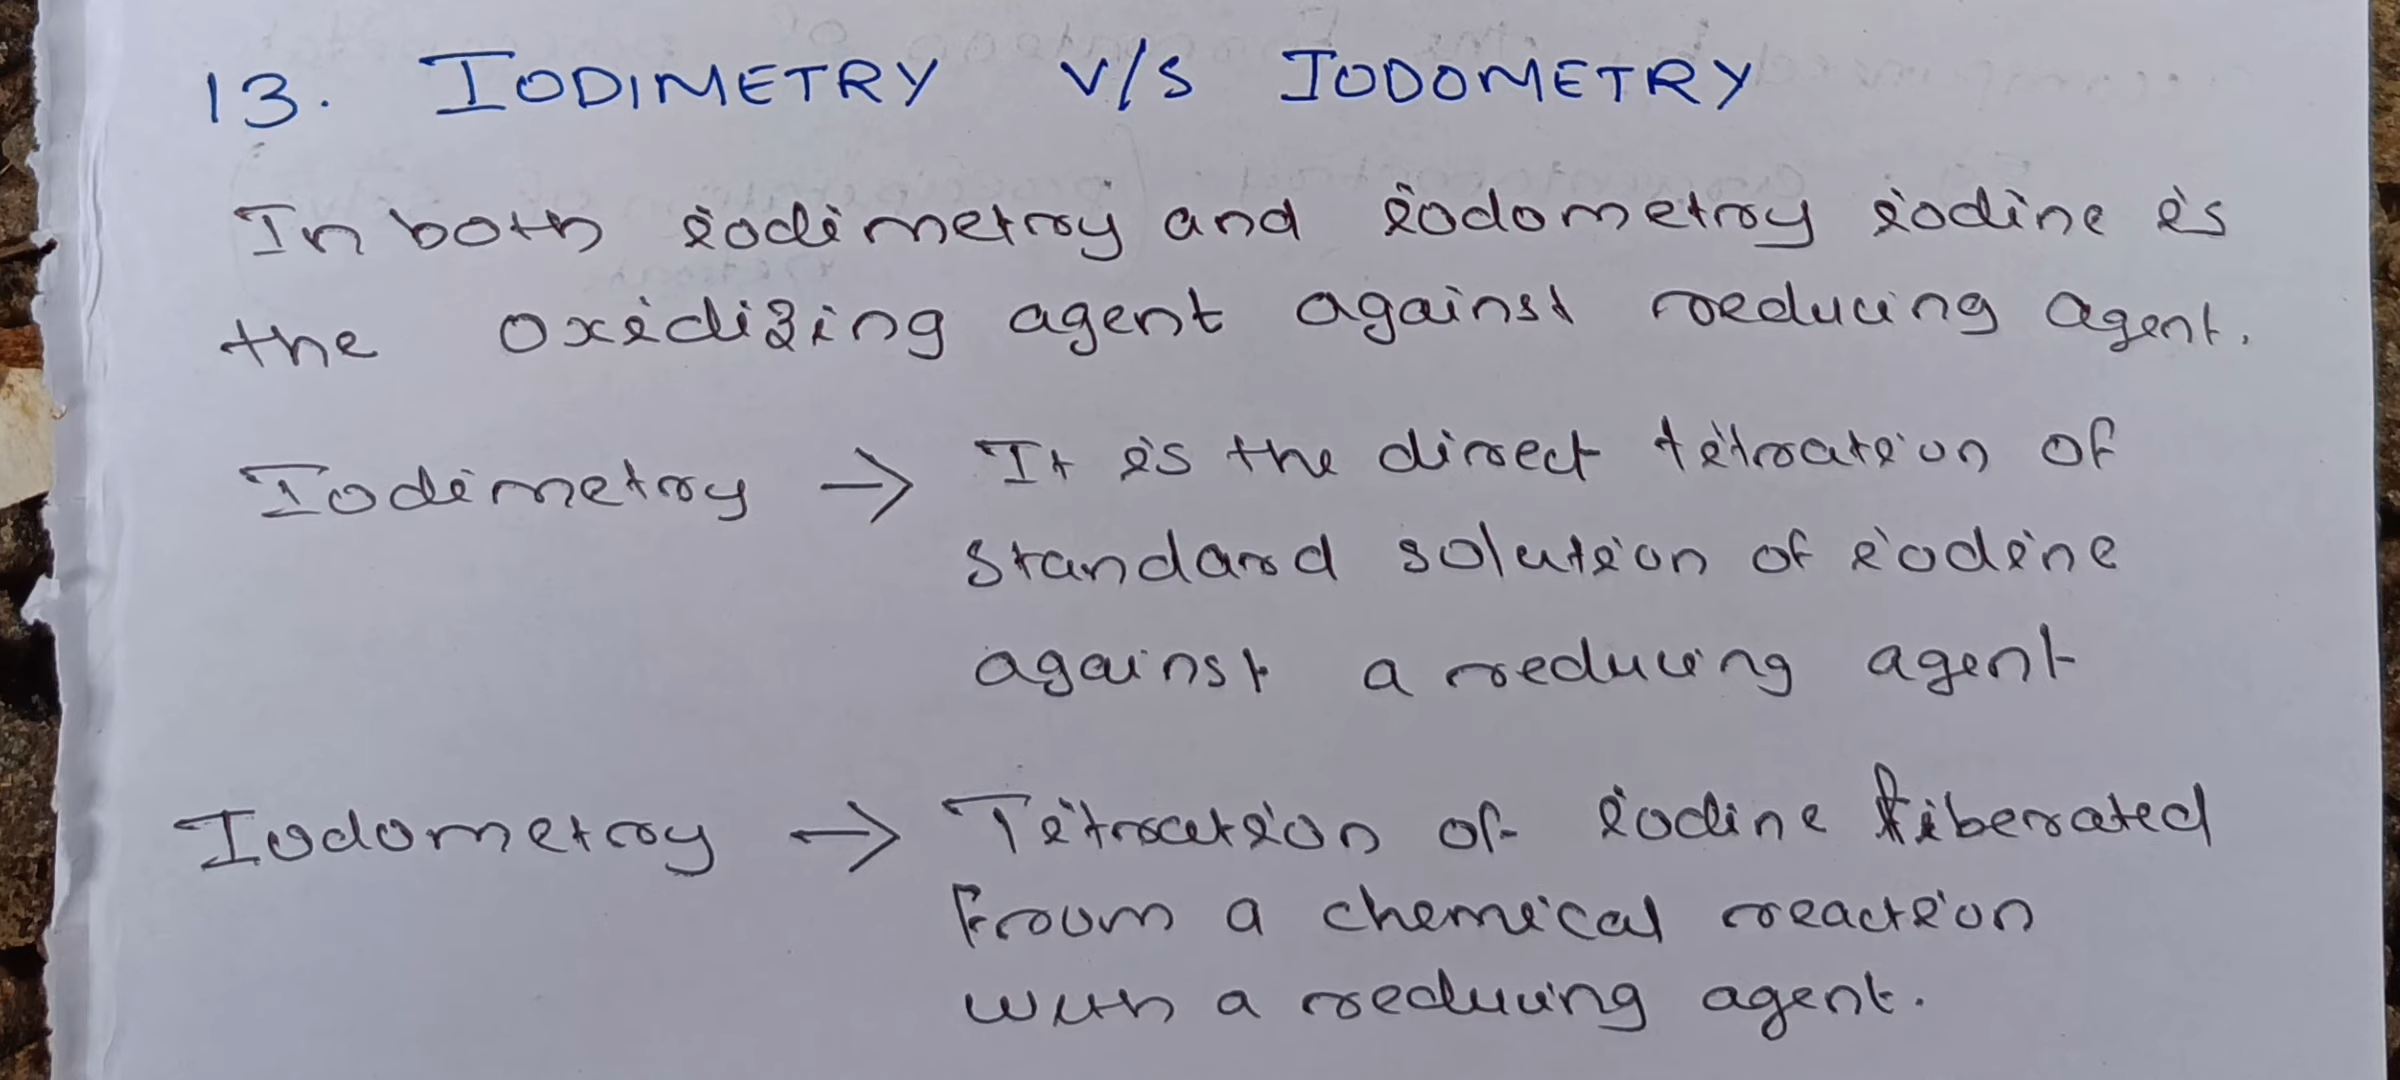 13. IODIMETRY V/S IODOMETRY
In both iodimetry and iodometry iodine is
the oxidizing agent against reducing agent.
Iodimetry → It is the direct titration of
standard solution of iodine
against a reducing agent
Iodometry → Titration of iodine liberated
from a chemical reaction
with a reducing agent.